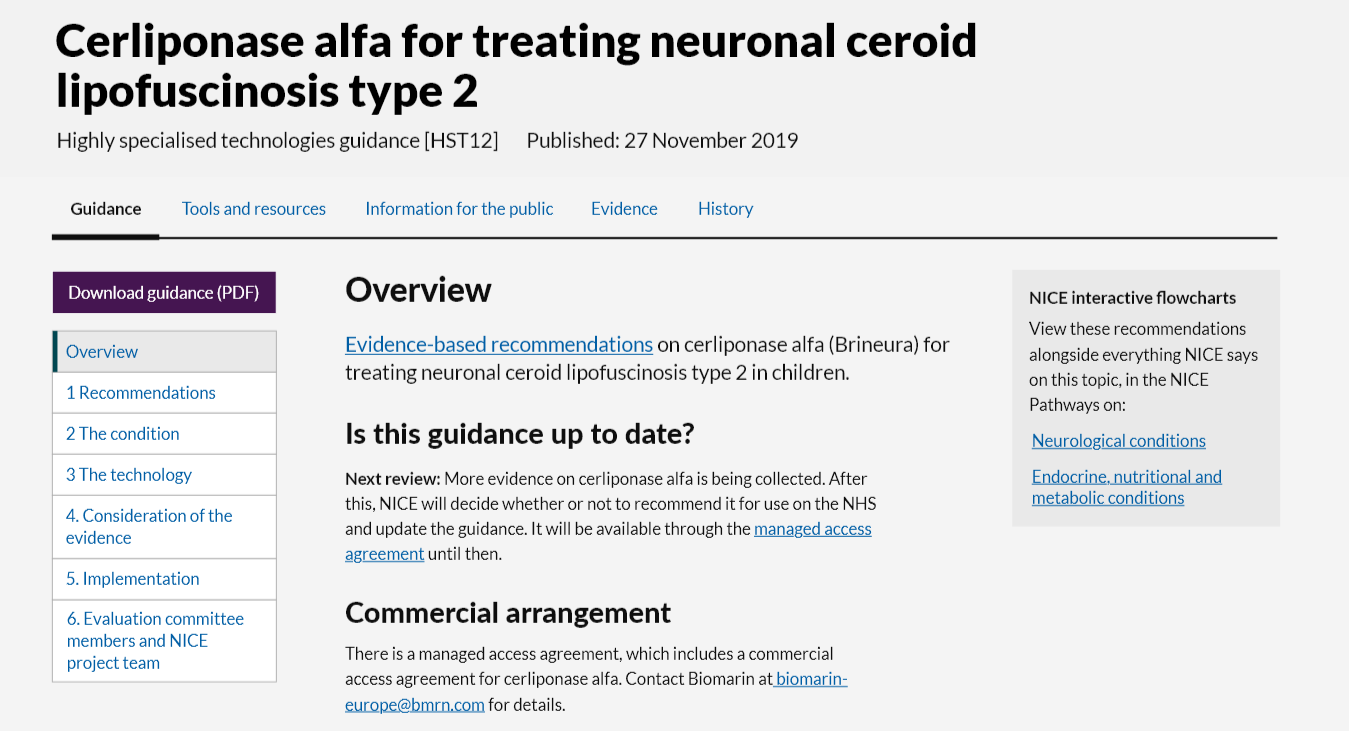 Cerliponase alfa for treating neuronal ceroid
lipofuscinosis type 2
Highly specialised technologies guidance [HST12] Published: 27 November 2019
Guidance Tools and resources Information for the public Evidence History
Download guidance (PDF)
Overview
1 Recommendations
2 The condition
3 The technology
4. Consideration of the
evidence
5. Implementation
6. Evaluation committee
members and NICE
project team
Overview
Evidence-based recommendations on cerliponase alfa (Brineura) for
treating neuronal ceroid lipofuscinosis type 2 in children.
Is this guidance up to date?
Next review: More evidence on cerliponase alfa is being collected. After
this, NICE will decide whether or not to recommend it for use on the NHS
and update the guidance. It will be available through the managed access
agreement until then.
Commercial arrangement
There is a managed access agreement, which includes a commercial
access agreement for cerliponase alfa. Contact Biomarin at biomarin-
europe@bmrn.com for details.
NICE interactive flowcharts
View these recommendations
alongside everything NICE says
on this topic, in the NICE
Pathways on:
Neurological conditions
Endocrine, nutritional and
metabolic conditions